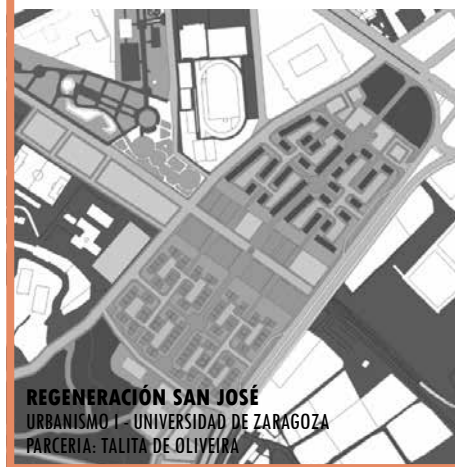 REGENERACIÓN SAN JOSÉ
URBANISMO I - UNIVERSIDAD DE ZARAGOZA
PARCERIA: TALITA DE OLIVEIRA